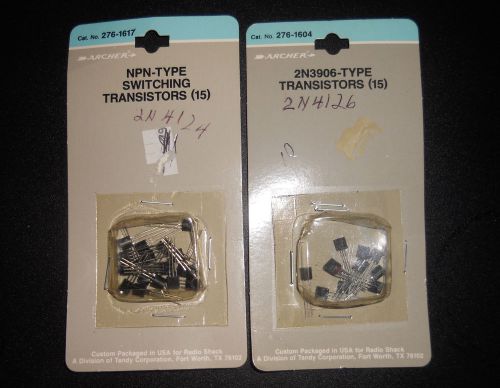 Cat. No. 276-1617
ARCHER
NPN-TYPE
SWITCHING
TRANSISTORS (15)
2N4124
Custom Packaged in USA for Radio Shack
A Division of Tandy Corporation, Fort Worth, TX 76102
Cat. No. 276-1604
ARCHER
2N3906-TYPE
TRANSISTORS (15)
2N4126
Custom Packaged in USA for Radio Shack
A Division of Tandy Corporation, Fort Worth, TX 76102